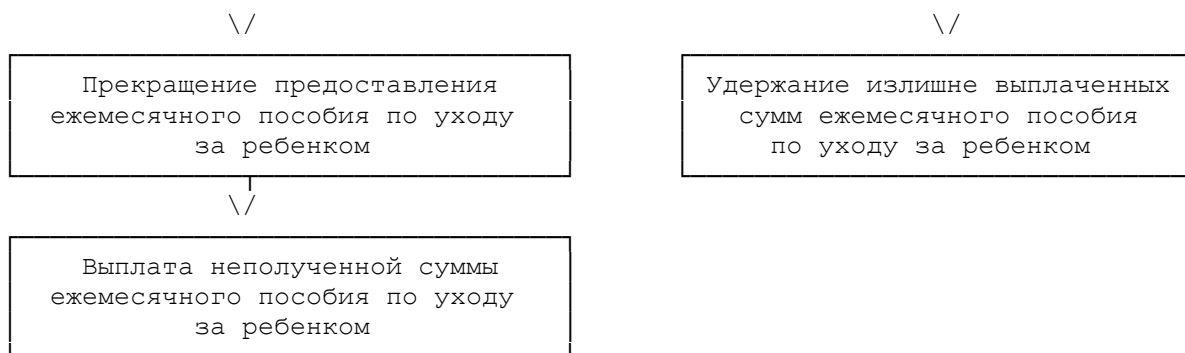 Прекращение предоставления
ежемесячного пособия по уходу
за ребенком
Удержание излишне выплаченных
сумм ежемесячного пособия
по уходу за ребенком
Выплата неполученной суммы
ежемесячного пособия по уходу
за ребенком